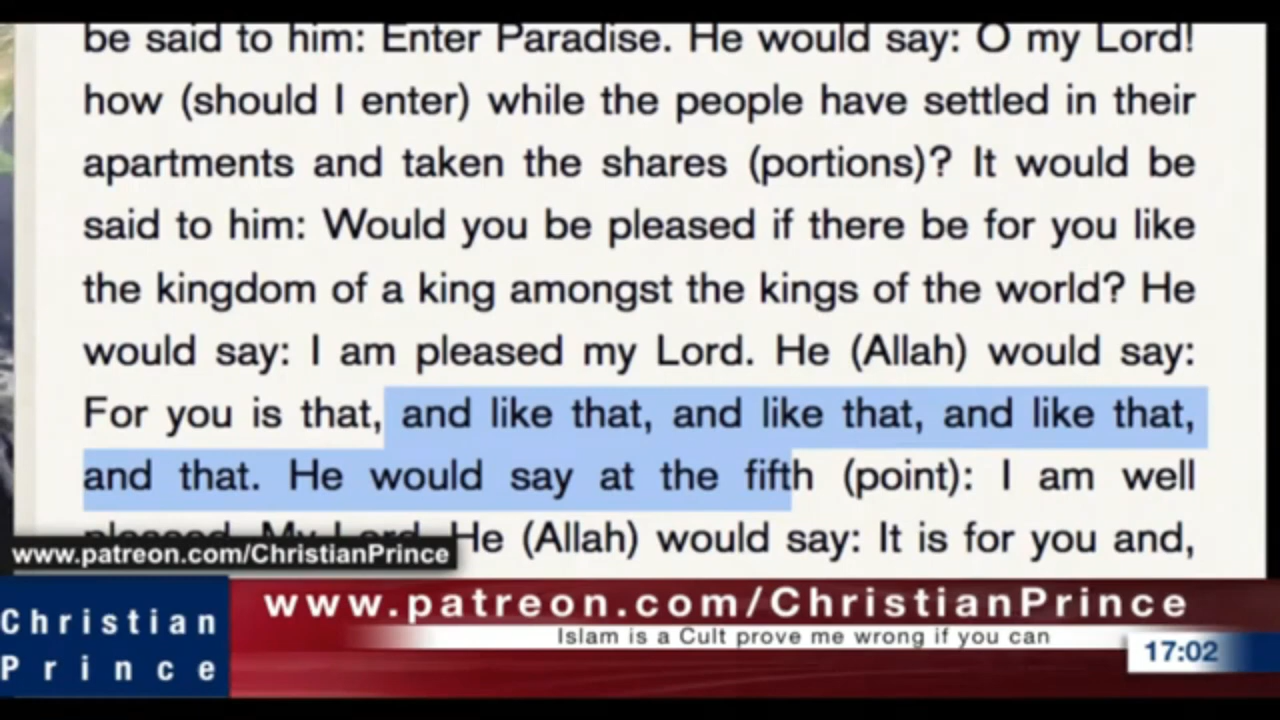 be said to him: Enter Paradise. He would say: O my Lord!
how (should I enter) while the people have settled in their
apartments and taken the shares (portions)? It would be
said to him: Would you be pleased if there be for you like
the kingdom of a king amongst the kings of the world? He
would say: I am pleased my Lord. He (Allah) would say:
For you is that, and like that, and like that, and like that,
and that. He would say at the fifth (point): I am well
pleased. My Lord. He (Allah) would say: It is for you and,
www.patreon.com/ChristianPrince
Christian
Prince
www.patreon.com/ChristianPrince
Islam is a Cult prove me wrong if you can
17:02